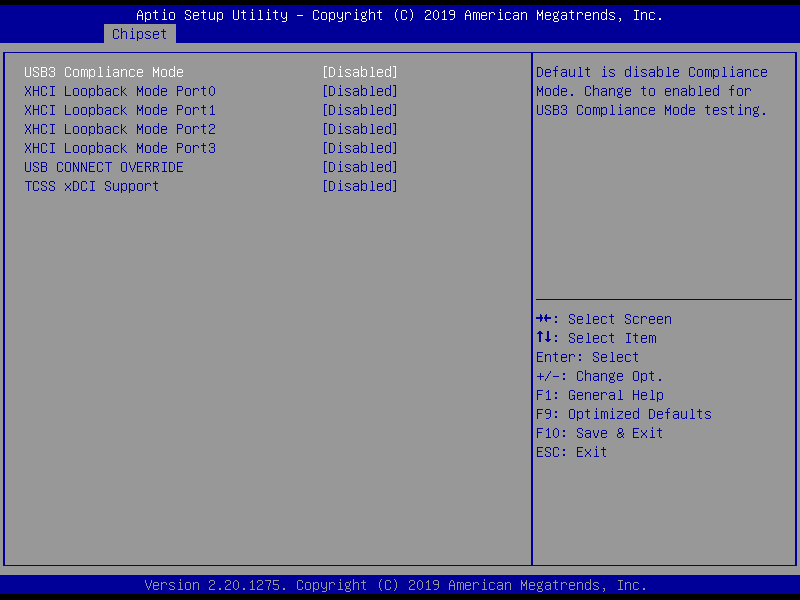 Aptio Setup Utility – Copyright (C) 2019 American Megatrends, Inc.
Chipset
USB3 Compliance Mode [Disabled]
XHCI Loopback Mode Port0 [Disabled]
XHCI Loopback Mode Port1 [Disabled]
XHCI Loopback Mode Port2 [Disabled]
XHCI Loopback Mode Port3 [Disabled]
USB CONNECT OVERRIDE [Disabled]
TCSS xDCI Support [Disabled]
Default is disable Compliance
Mode. Change to enabled for
USB3 Compliance Mode testing.
→←: Select Screen
↑↓: Select Item
Enter: Select
+/–: Change Opt.
F1: General Help
F9: Optimized Defaults
F10: Save & Exit
ESC: Exit
Version 2.20.1275. Copyright (C) 2019 American Megatrends, Inc.